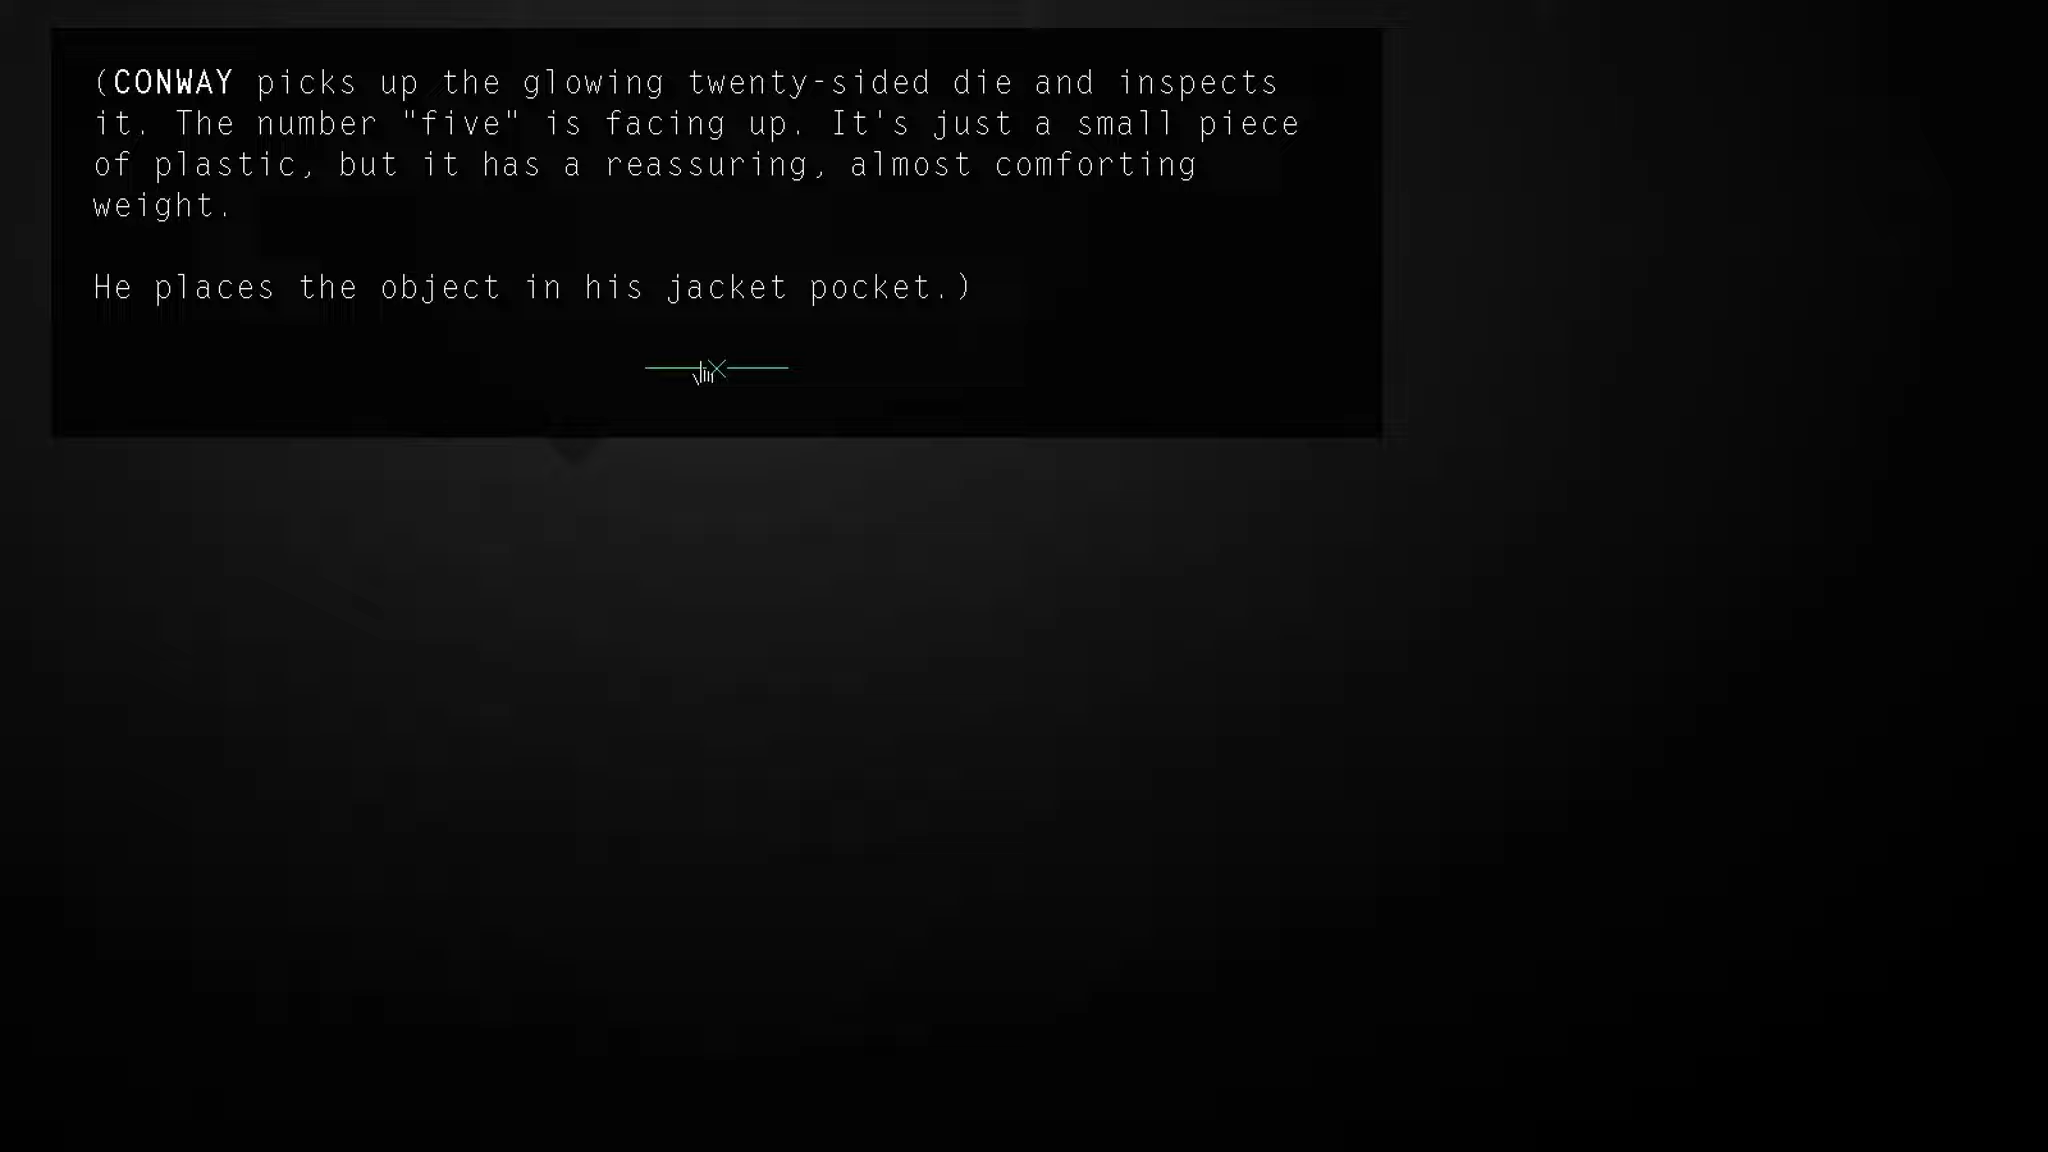 (CONWAY picks up the glowing twenty-sided die and inspects
it. The number "five" is facing up. It's just a small piece
of plastic, but it has a reassuring, almost comforting
weight.
He places the object in his jacket pocket.)